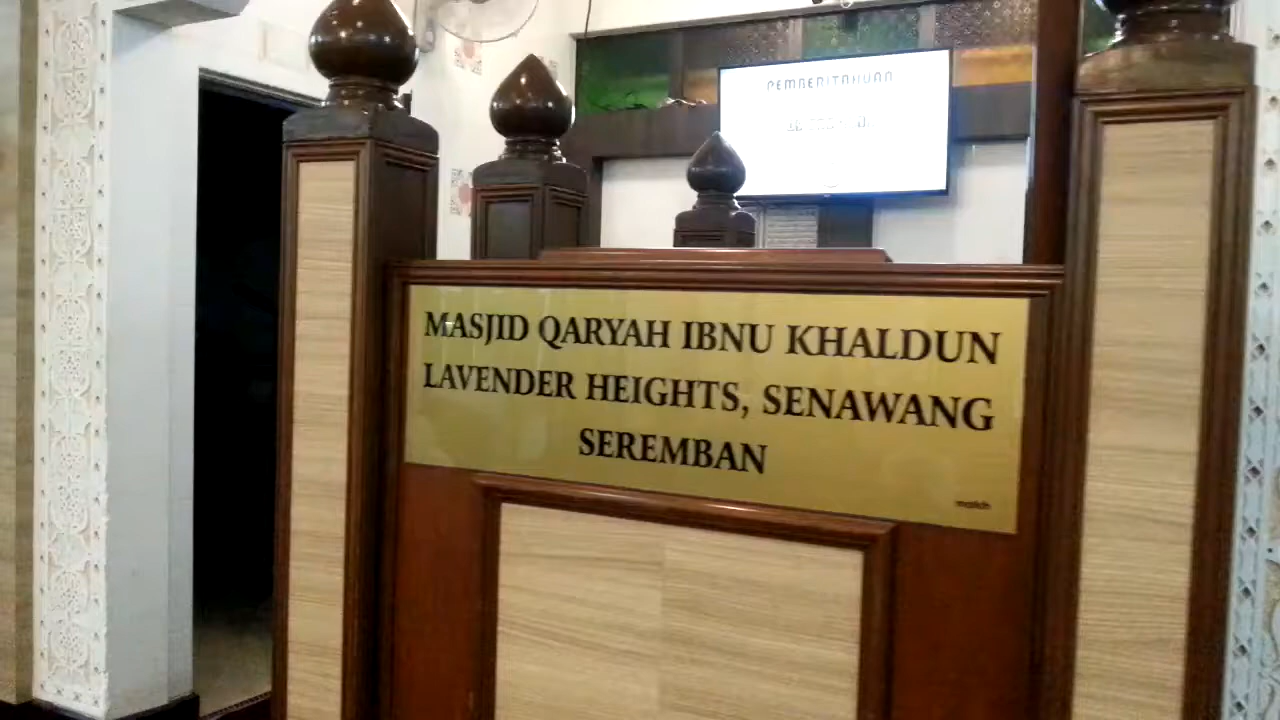 PEMBERITAHUAN
MASJID QARYAH IBNU KHALDUN
LAVENDER HEIGHTS, SENAWANG
SEREMBAN